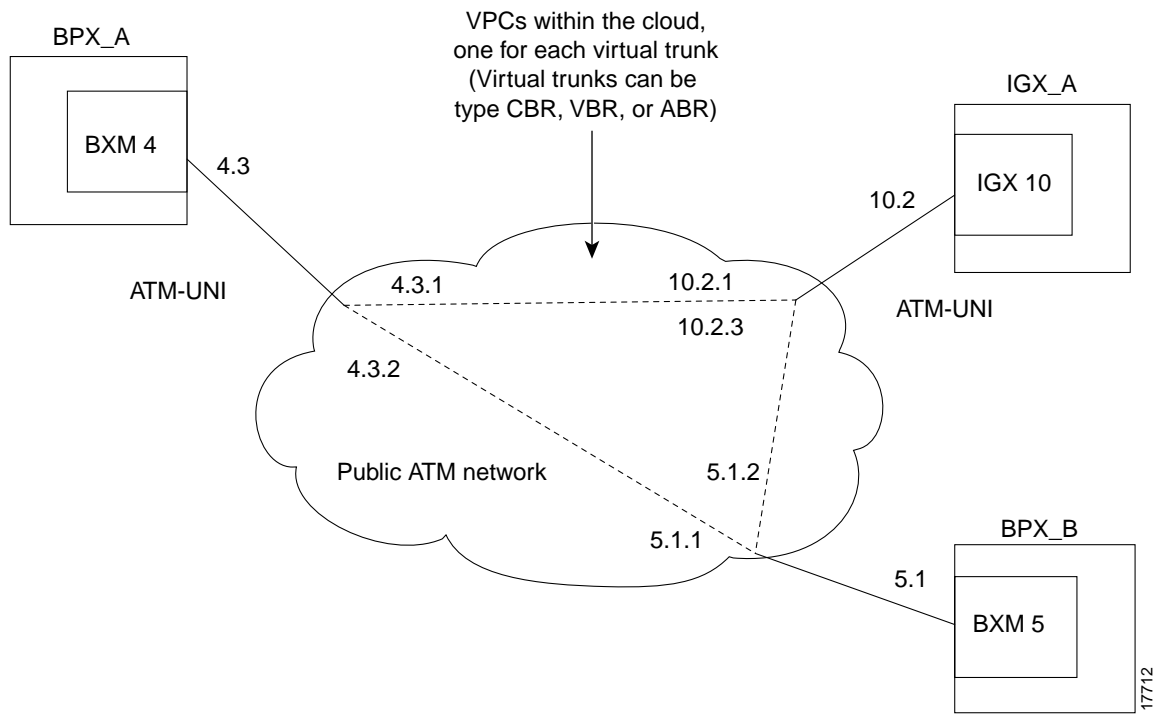 VPCs within the cloud,
one for each virtual trunk
(Virtual trunks can be
type CBR, VBR, or ABR)
BPX_A
BXM 4
4.3
IGX_A
IGX 10
10.2
ATM-UNI
ATM-UNI
4.3.1
10.2.1
10.2.3
4.3.2
Public ATM network
5.1.2
5.1.1
BPX_B
5.1
BXM 5
17712